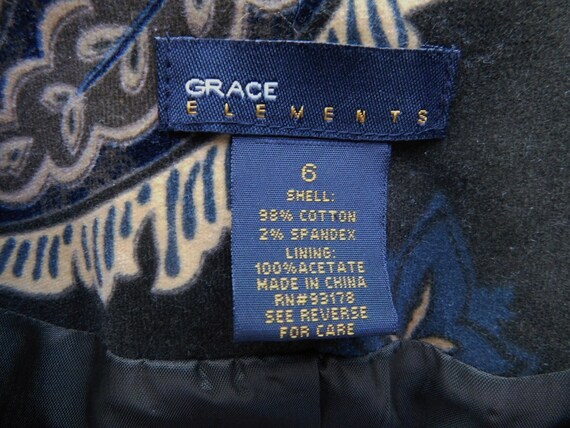 GRACE
ELEMENTS
6
SHELL:
98% COTTON
2% SPANDEX
LINING:
100%ACETATE
MADE IN CHINA
RN#93178
SEE REVERSE
FOR CARE